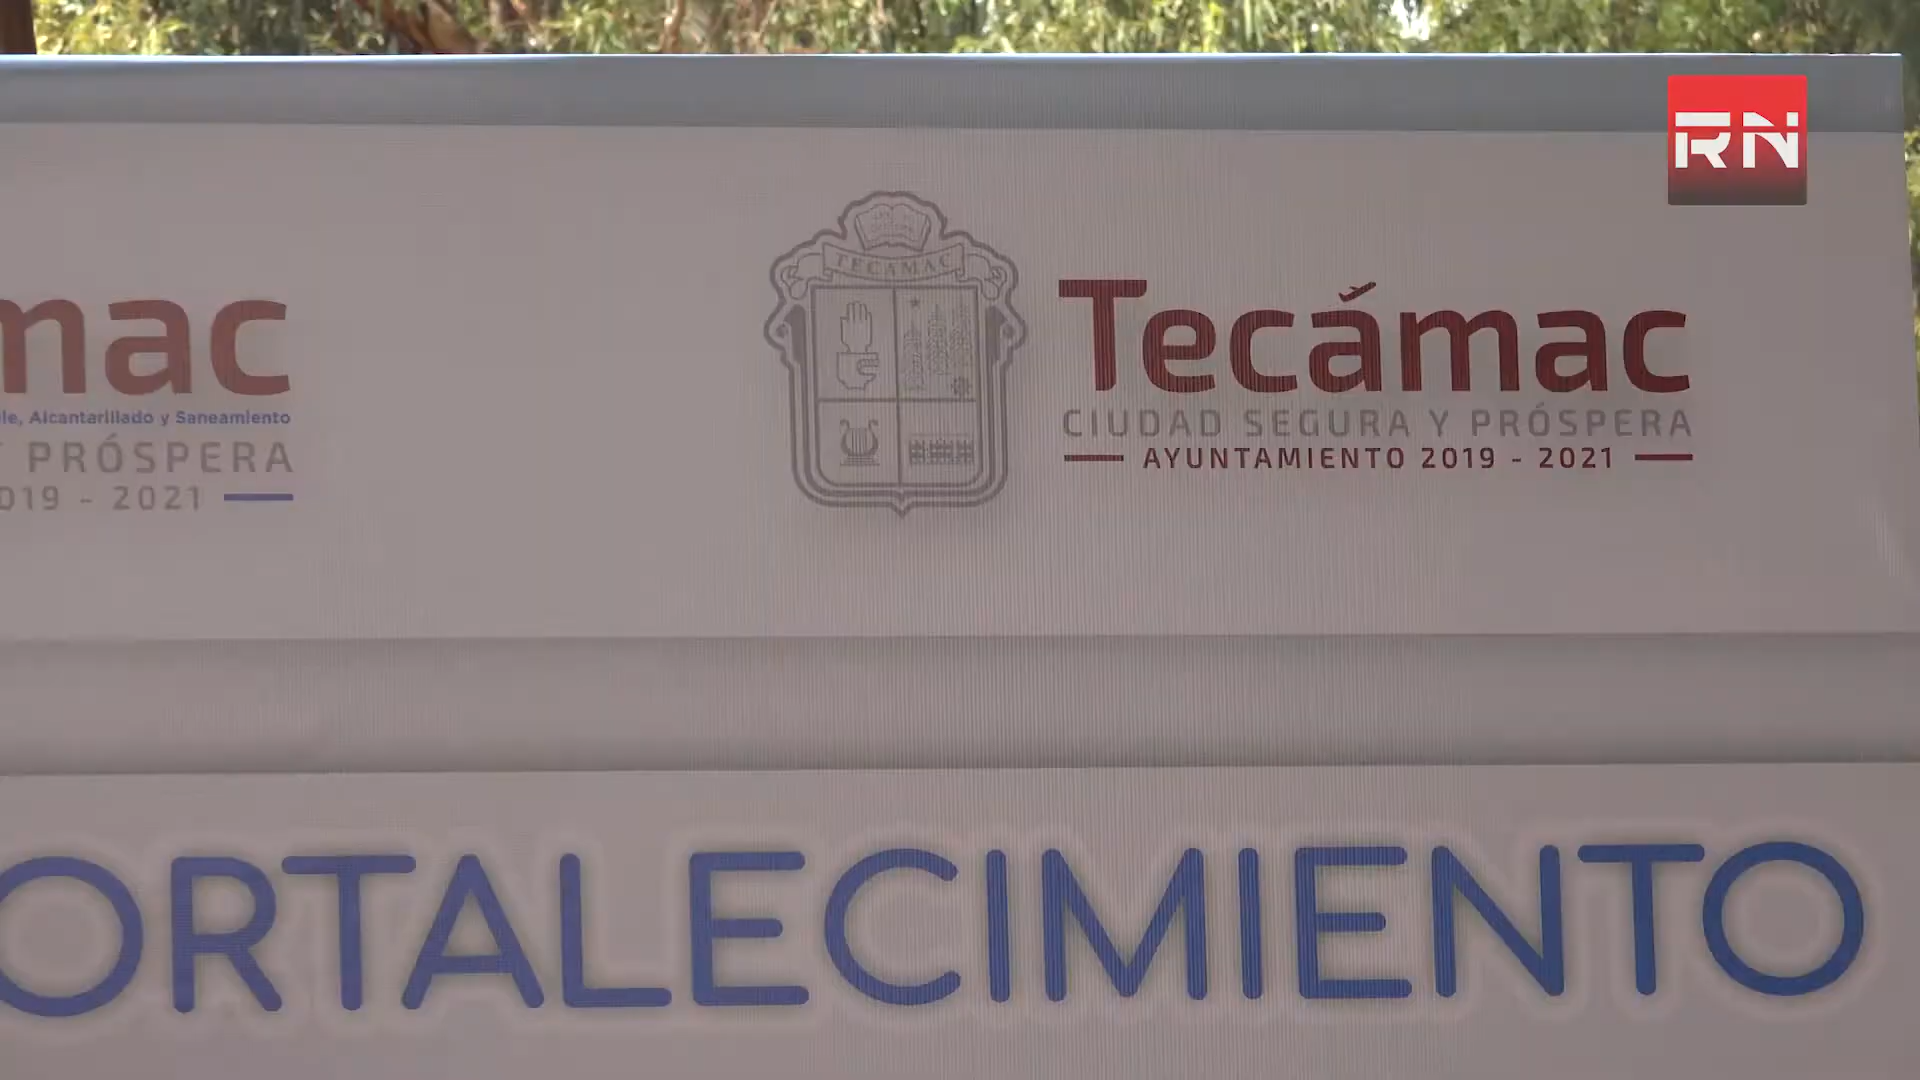 RN
TECAMAC
Tecámac
CIUDAD SEGURA Y PRÓSPERA
AYUNTAMIENTO 2019 - 2021
mac
le, Alcantarillado y Saneamiento
Y PRÓSPERA
019 - 2021
ORTALECIMIENTO